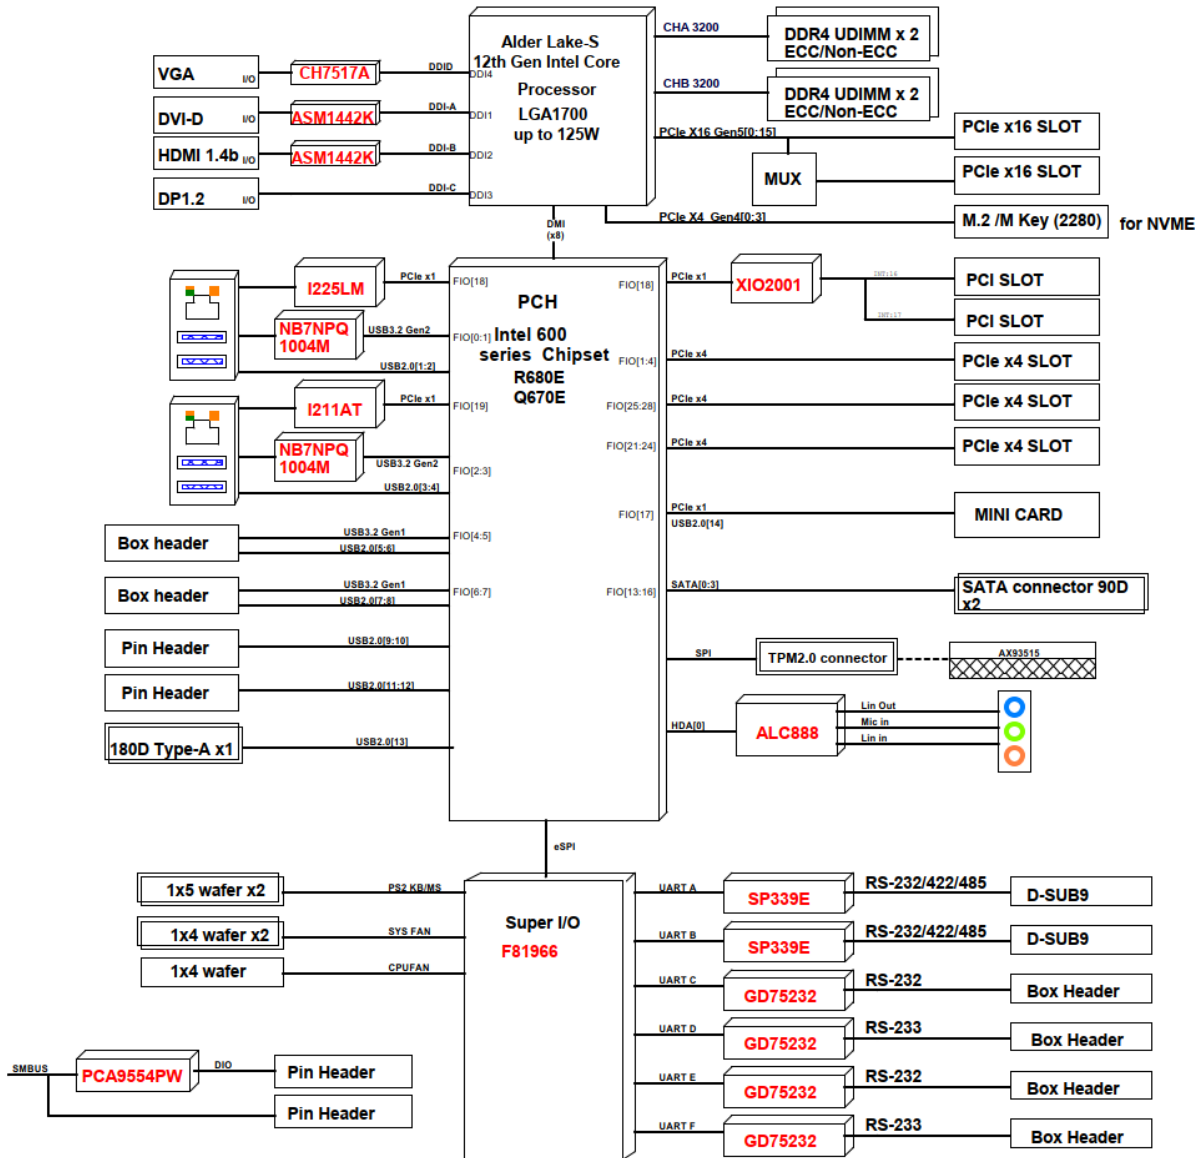 Alder Lake-S
12th Gen Intel Core
Processor
LGA1700
up to 125W
DDI4
DDI1
DDI2
DDI3
VGA I/O
CH7517A
DDID
DVI-D I/O
ASM1442K
DDI-A
HDMI 1.4b I/O
ASM1442K
DDI-B
DP1.2 I/O
DDI-C
CHA 3200
DDR4 UDIMM x 2
ECC/Non-ECC
CHB 3200
DDR4 UDIMM x 2
ECC/Non-ECC
PCIe X16 Gen5[0:15]
PCIe x16 SLOT
MUX
PCIe x16 SLOT
PCIe X4 Gen4[0:3]
M.2 /M Key (2280)
for NVME
DMI
(x8)
PCH
Intel 600
series Chipset
R680E
Q670E
I225LM
PCIe x1
FIO[18]
NB7NPQ
1004M
USB3.2 Gen2
FIO[0:1]
USB2.0[1:2]
I211AT
PCIe x1
FIO[19]
NB7NPQ
1004M
USB3.2 Gen2
FIO[2:3]
USB2.0[3:4]
Box header
USB3.2 Gen1
USB2.0[5:6]
FIO[4:5]
Box header
USB3.2 Gen1
USB2.0[7:8]
FIO[6:7]
Pin Header
USB2.0[9:10]
Pin Header
USB2.0[11:12]
180D Type-A x1
USB2.0[13]
FIO[18]
PCIe x1
XIO2001
INT:16
PCI SLOT
INT:17
PCI SLOT
FIO[1:4]
PCIe x4
PCIe x4 SLOT
FIO[25:28]
PCIe x4
PCIe x4 SLOT
FIO[21:24]
PCIe x4
PCIe x4 SLOT
FIO[17]
PCIe x1
USB2.0[14]
MINI CARD
FIO[13:16]
SATA[0:3]
SATA connector 90D
x2
SPI
TPM2.0 connector
AX93515
HDA[0]
ALC888
Lin Out
Mic in
Lin in
eSPI
Super I/O
F81966
1x5 wafer x2
PS2 KB/MS
1x4 wafer x2
SYS FAN
1x4 wafer
CPUFAN
SMBUS
PCA9554PW
DIO
Pin Header
Pin Header
UART A
SP339E
RS-232/422/485
D-SUB9
UART B
SP339E
RS-232/422/485
D-SUB9
UART C
GD75232
RS-232
Box Header
UART D
GD75232
RS-233
Box Header
UART E
GD75232
RS-232
Box Header
UART F
GD75232
RS-233
Box Header